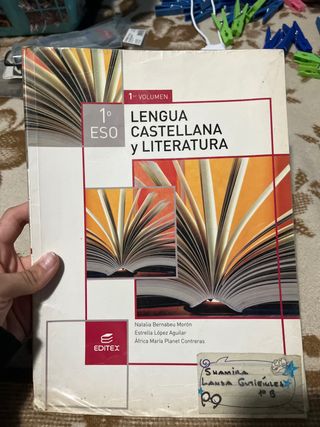 1er VOLUMEN
1º
ESO
LENGUA
CASTELLANA
y LITERATURA
Natalia Bernabeu Morón
Estrella López Aguilar
África María Planet Contreras
EDITEX
SHAMIRA
LANDA GUTIÉRREZ
1º B